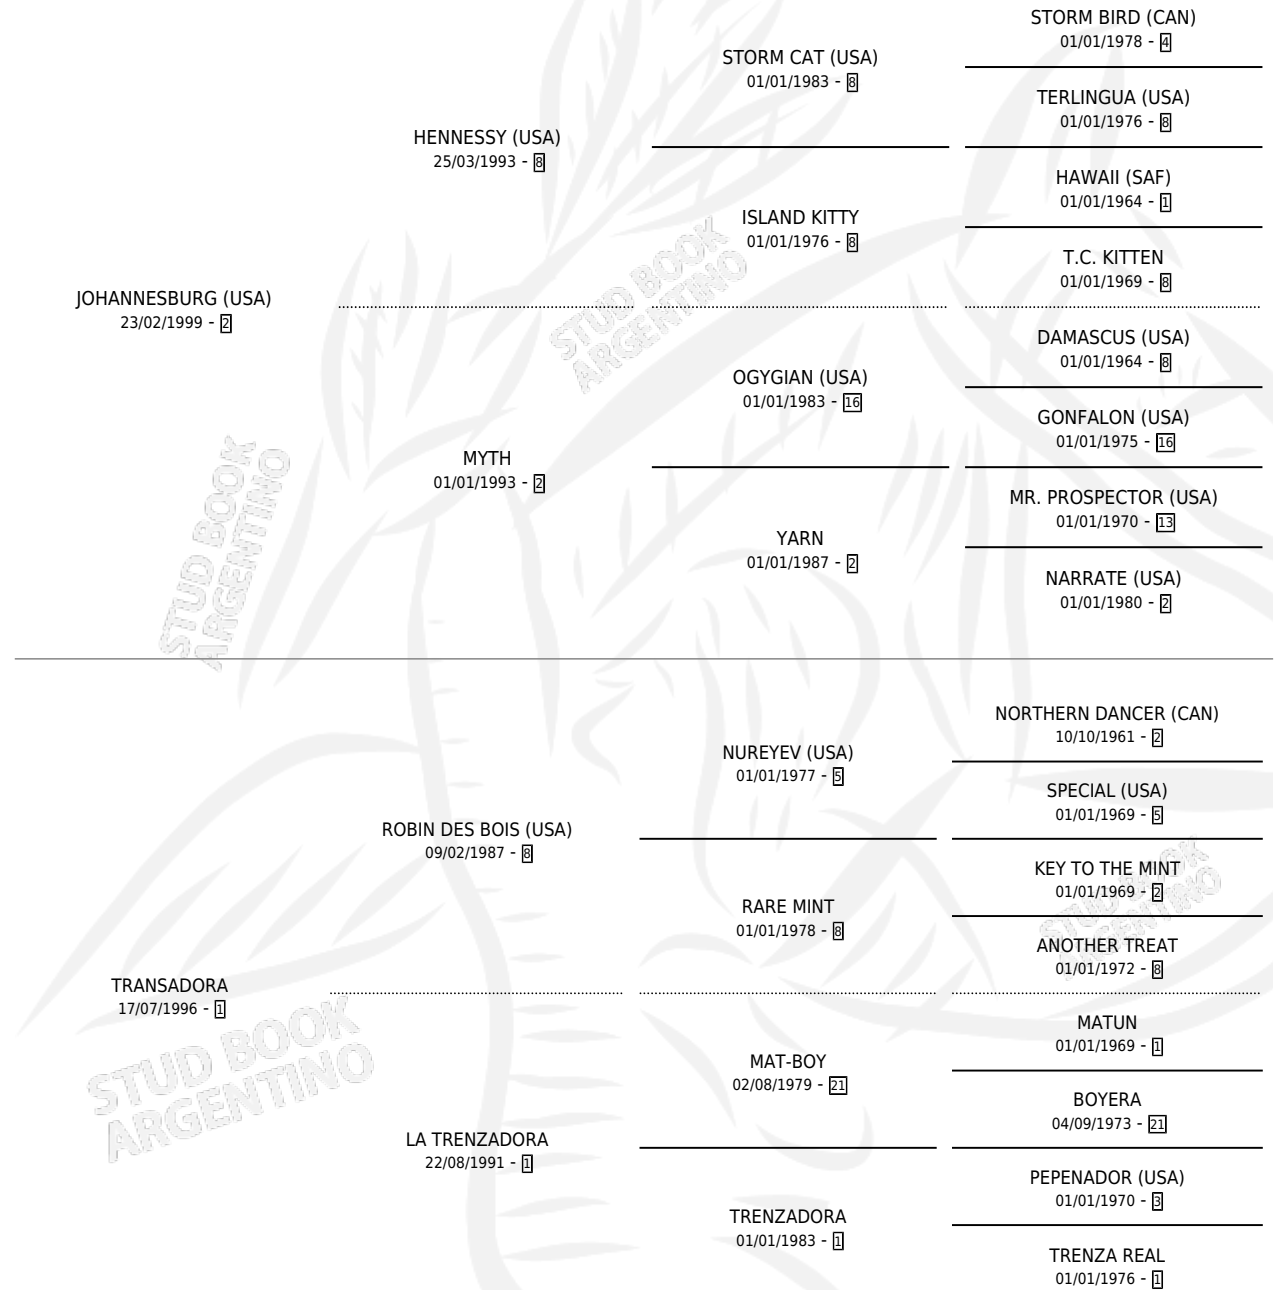 STORM BIRD (CAN)
01/01/1978 - 4
STORM CAT (USA)
01/01/1983 - 8
TERLINGUA (USA)
01/01/1976 - 8
HENNESSY (USA)
25/03/1993 - 8
HAWAII (SAF)
01/01/1964 - 1
ISLAND KITTY
01/01/1976 - 8
T.C. KITTEN
01/01/1969 - 8
JOHANNESBURG (USA)
23/02/1999 - 2
DAMASCUS (USA)
01/01/1964 - 8
OGYGIAN (USA)
01/01/1983 - 16
GONFALON (USA)
01/01/1975 - 16
MYTH
01/01/1993 - 2
MR. PROSPECTOR (USA)
01/01/1970 - 13
YARN
01/01/1987 - 2
NARRATE (USA)
01/01/1980 - 2
NORTHERN DANCER (CAN)
10/10/1961 - 2
NUREYEV (USA)
01/01/1977 - 5
SPECIAL (USA)
01/01/1969 - 5
ROBIN DES BOIS (USA)
09/02/1987 - 8
KEY TO THE MINT
01/01/1969 - 2
RARE MINT
01/01/1978 - 8
ANOTHER TREAT
01/01/1972 - 8
TRANSADORA
17/07/1996 - 1
MATUN
01/01/1969 - 1
MAT-BOY
02/08/1979 - 21
BOYERA
04/09/1973 - 21
LA TRENZADORA
22/08/1991 - 1
PEPENADOR (USA)
01/01/1970 - 3
TRENZADORA
01/01/1983 - 1
TRENZA REAL
01/01/1976 - 1
STUD BOOK
ARGENTINO
STUD BOOK
ARGENTINO
STUD BOOK
ARGENTINO
STUD BOOK
ARGENTINO